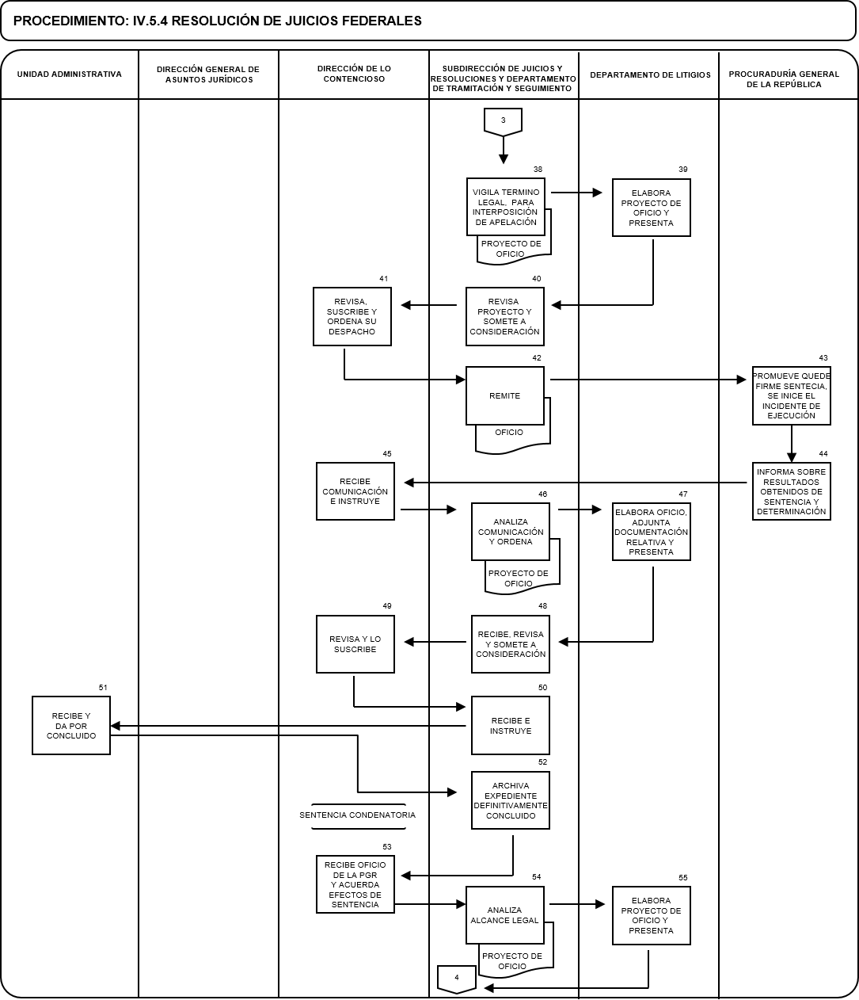 PROCEDIMIENTO: IV.5.4 RESOLUCIÓN DE JUICIOS FEDERALES
UNIDAD ADMINISTRATIVA
DIRECCIÓN GENERAL DE
ASUNTOS JURÍDICOS
DIRECCIÓN DE LO
CONTENCIOSO
SUBDIRECCIÓN DE JUICIOS Y
RESOLUCIONES Y DEPARTAMENTO
DE TRAMITACIÓN Y SEGUIMIENTO
DEPARTAMENTO DE LITIGIOS
PROCURADURÍA GENERAL
DE LA REPÚBLICA
3
38
VIGILA TERMINO
LEGAL, PARA
INTERPOSICIÓN
DE APELACIÓN
PROYECTO DE
OFICIO
39
ELABORA
PROYECTO DE
OFICIO Y
PRESENTA
40
REVISA
PROYECTO Y
SOMETE A
CONSIDERACIÓN
41
REVISA,
SUSCRIBE Y
ORDENA SU
DESPACHO
42
REMITE
OFICIO
43
PROMUEVE QUEDE
FIRME SENTECIA,
SE INICE EL
INCIDENTE DE
EJECUCIÓN
44
INFORMA SOBRE
RESULTADOS
OBTENIDOS DE
SENTENCIA Y
DETERMINACIÓN
45
RECIBE
COMUNICACIÓN
E INSTRUYE
46
ANALIZA
COMUNICACIÓN
Y ORDENA
PROYECTO DE
OFICIO
47
ELABORA OFICIO,
ADJUNTA
DOCUMENTACIÓN
RELATIVA Y
PRESENTA
48
RECIBE, REVISA
Y SOMETE A
CONSIDERACIÓN
49
REVISA Y LO
SUSCRIBE
50
RECIBE E
INSTRUYE
51
RECIBE Y
DA POR
CONCLUIDO
52
ARCHIVA
EXPEDIENTE
DEFINITIVAMENTE
CONCLUIDO
SENTENCIA CONDENATORIA
53
RECIBE OFICIO
DE LA PGR
Y ACUERDA
EFECTOS DE
SENTENCIA
54
ANALIZA
ALCANCE LEGAL
PROYECTO DE
OFICIO
55
ELABORA
PROYECTO DE
OFICIO Y
PRESENTA
4